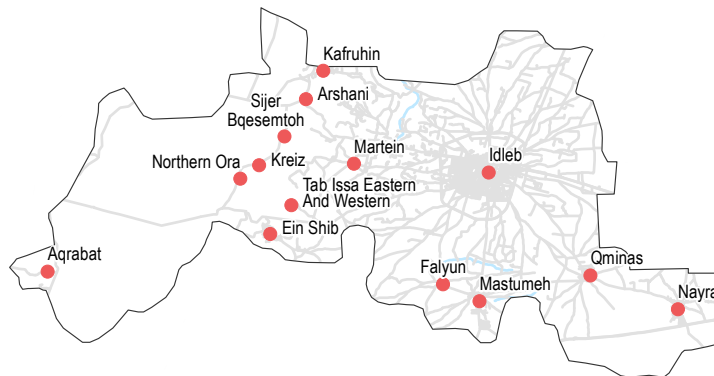 Kafruhin
Arshani
Sijer
Bqesemtoh
Martein
Idleb
Northern Ora
Kreiz
Tab Issa Eastern
And Western
Ein Shib
Aqrabat
Falyun
Mastumeh
Qminas
Nayra